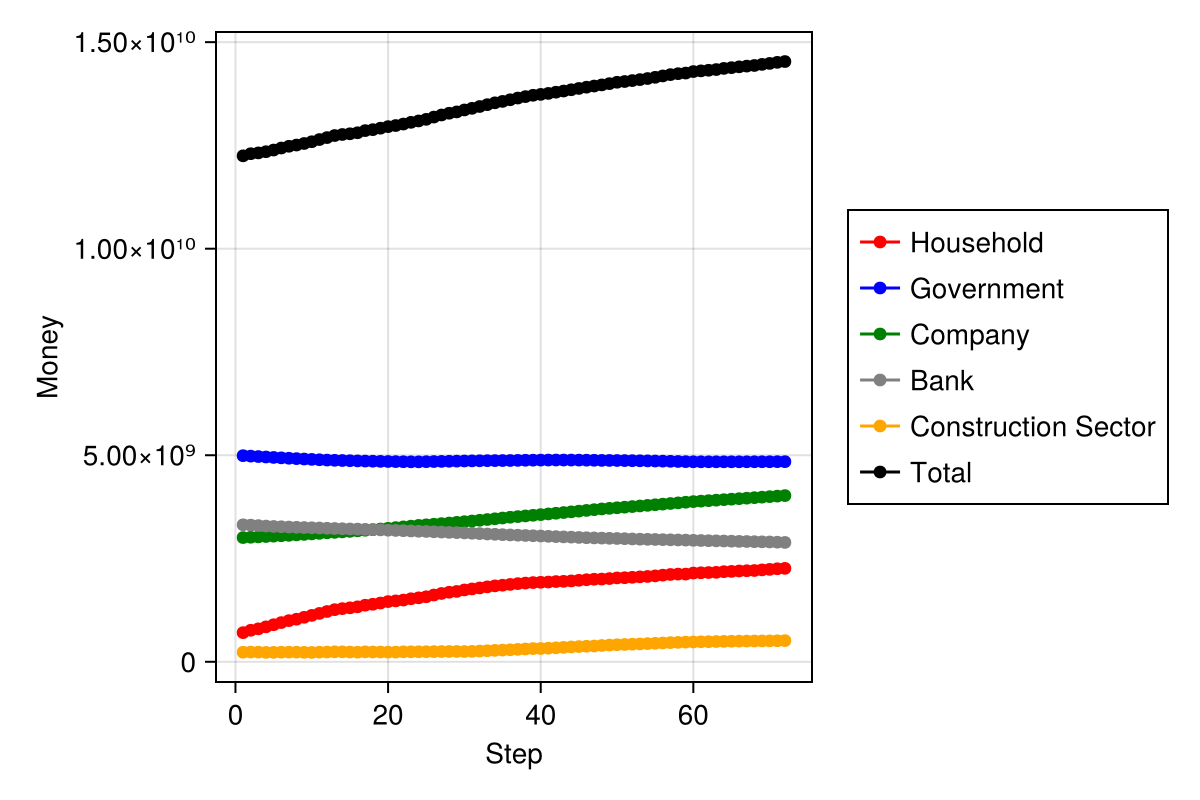 1.50×10¹⁰
1.00×10¹⁰
5.00×10⁹
0
Money
0 20 40 60
Step
Household
Government
Company
Bank
Construction Sector
Total